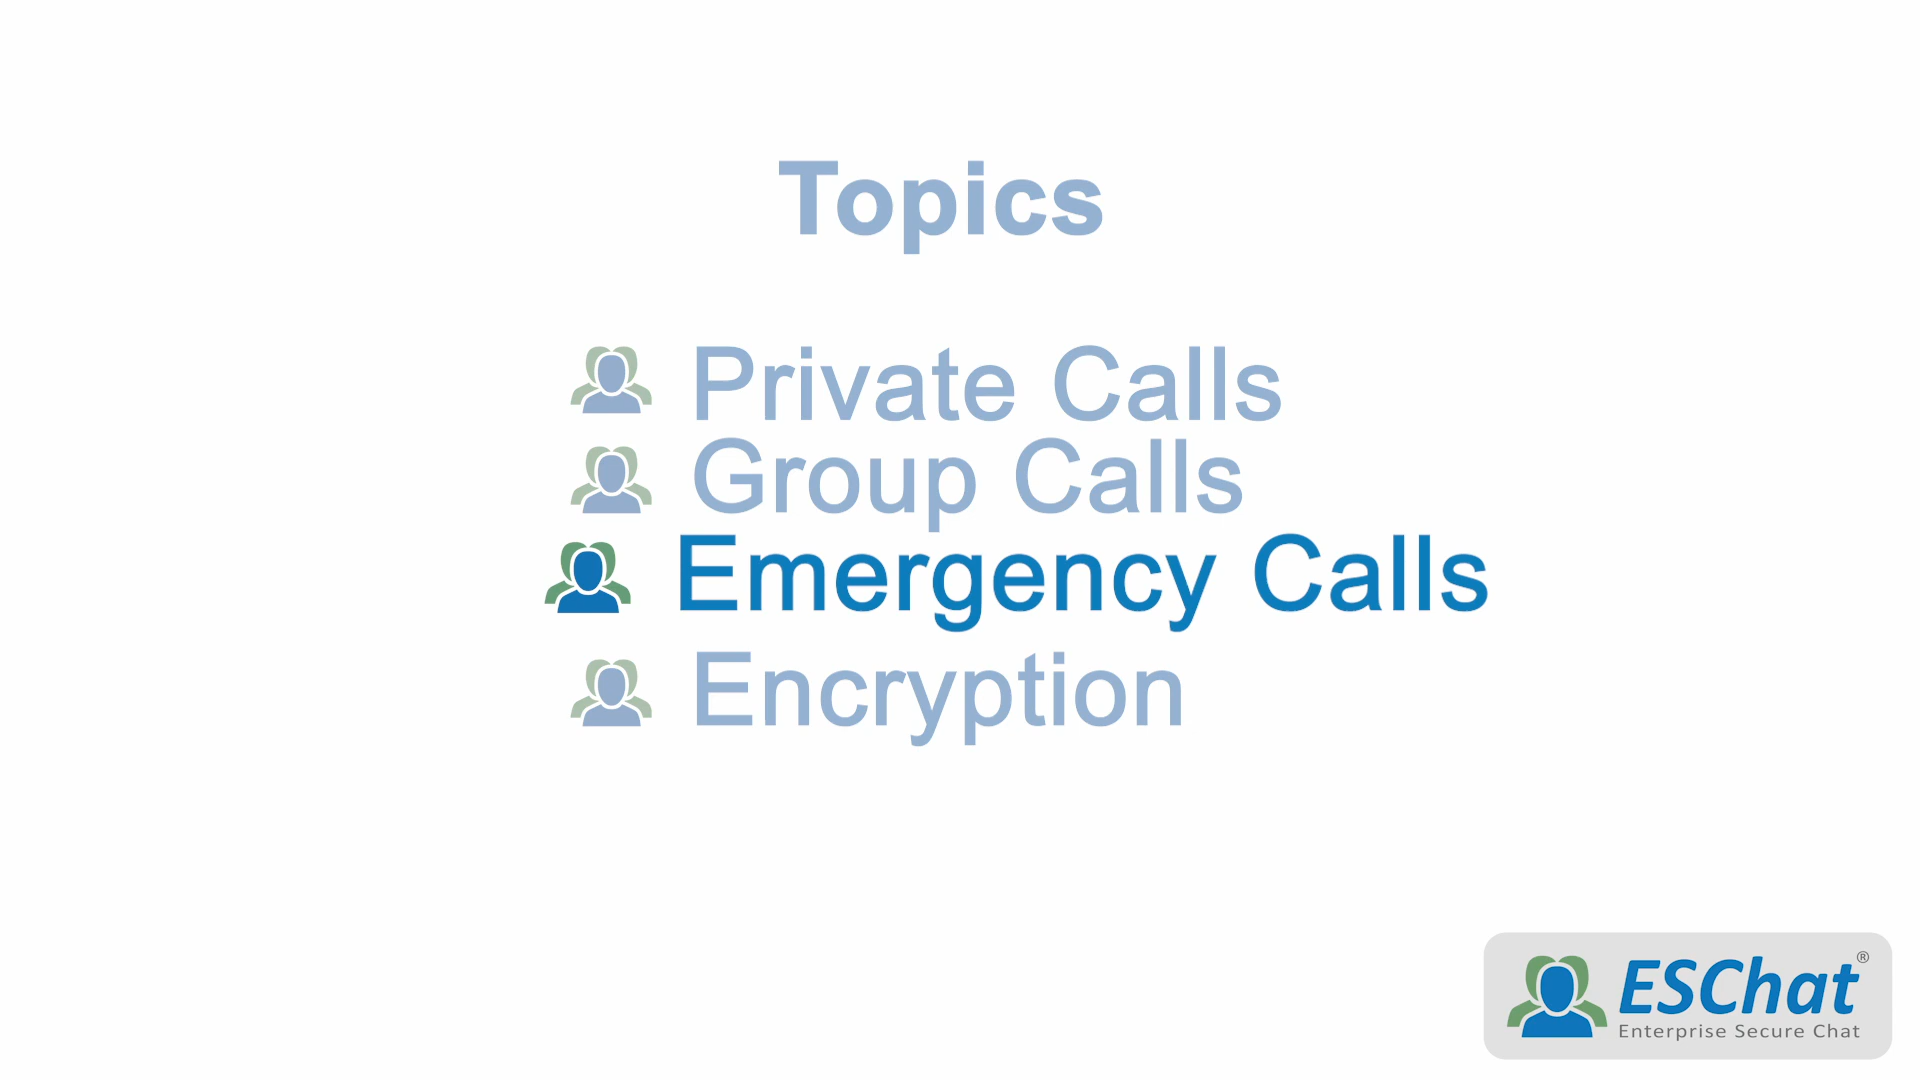 Topics
Private Calls
Group Calls
Emergency Calls
Encryption
ESChat®
Enterprise Secure Chat